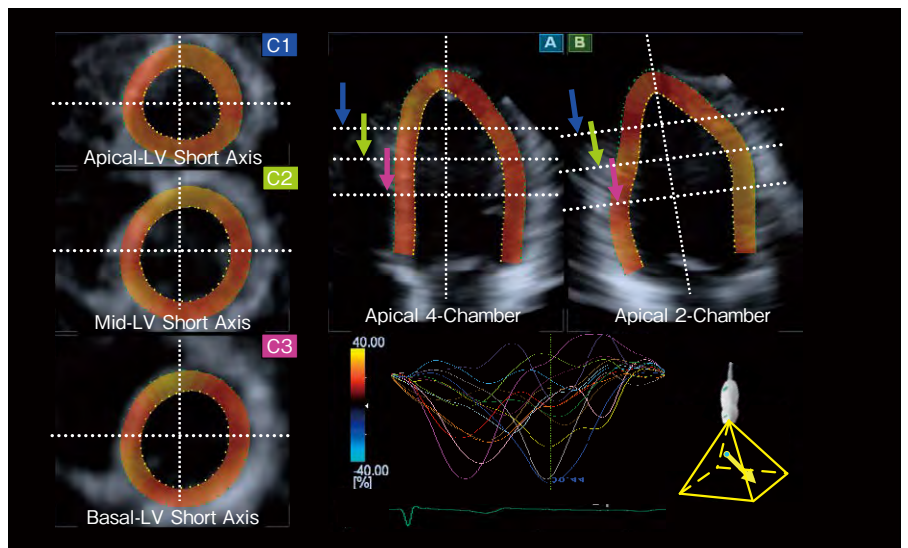 C1
Apical-LV Short Axis
C2
Mid-LV Short Axis
C3
Basal-LV Short Axis
A B
Apical 4-Chamber
Apical 2-Chamber
40.00
-40.00
[%]